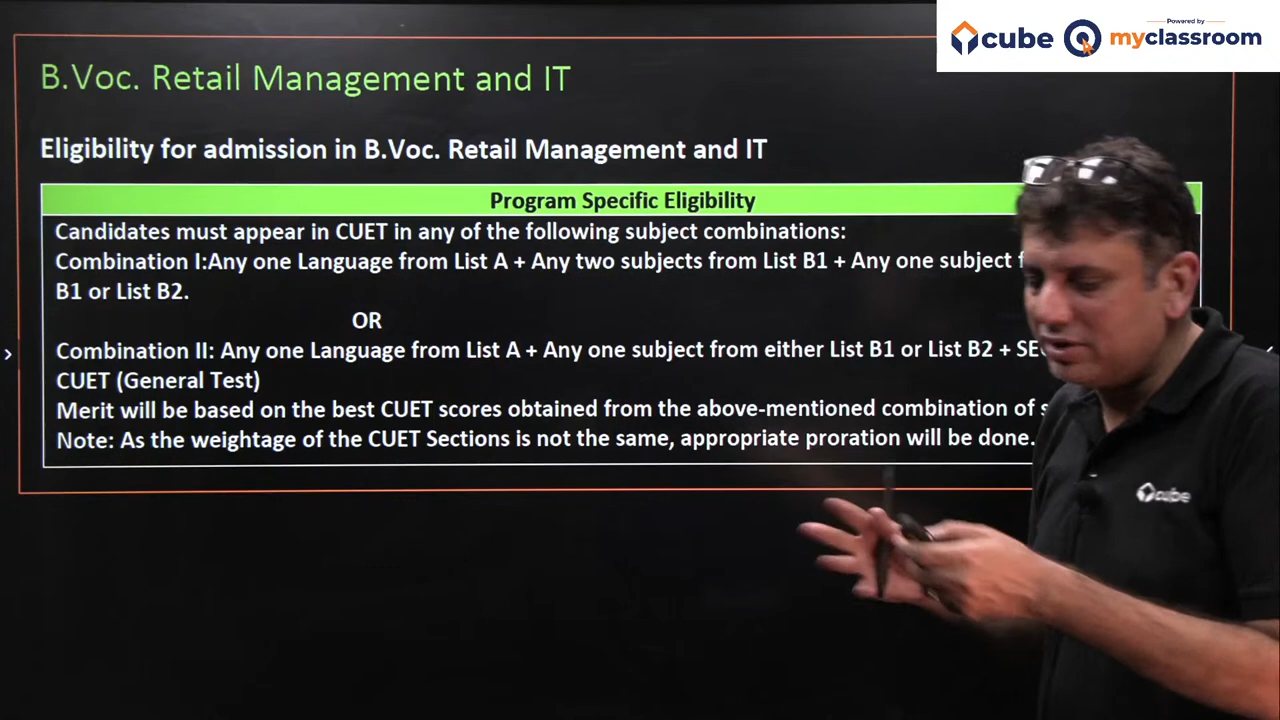 Powered by
cube myclassroom
B.Voc. Retail Management and IT
Eligibility for admission in B.Voc. Retail Management and IT
Program Specific Eligibility
Candidates must appear in CUET in any of the following subject combinations:
Combination I:Any one Language from List A + Any two subjects from List B1 + Any one subject
B1 or List B2.
OR
Combination II: Any one Language from List A + Any one subject from either List B1 or List B2 +
CUET (General Test)
Merit will be based on the best CUET scores obtained from the above-mentioned combination of
Note: As the weightage of the CUET Sections is not the same, appropriate proration will be done.
cube